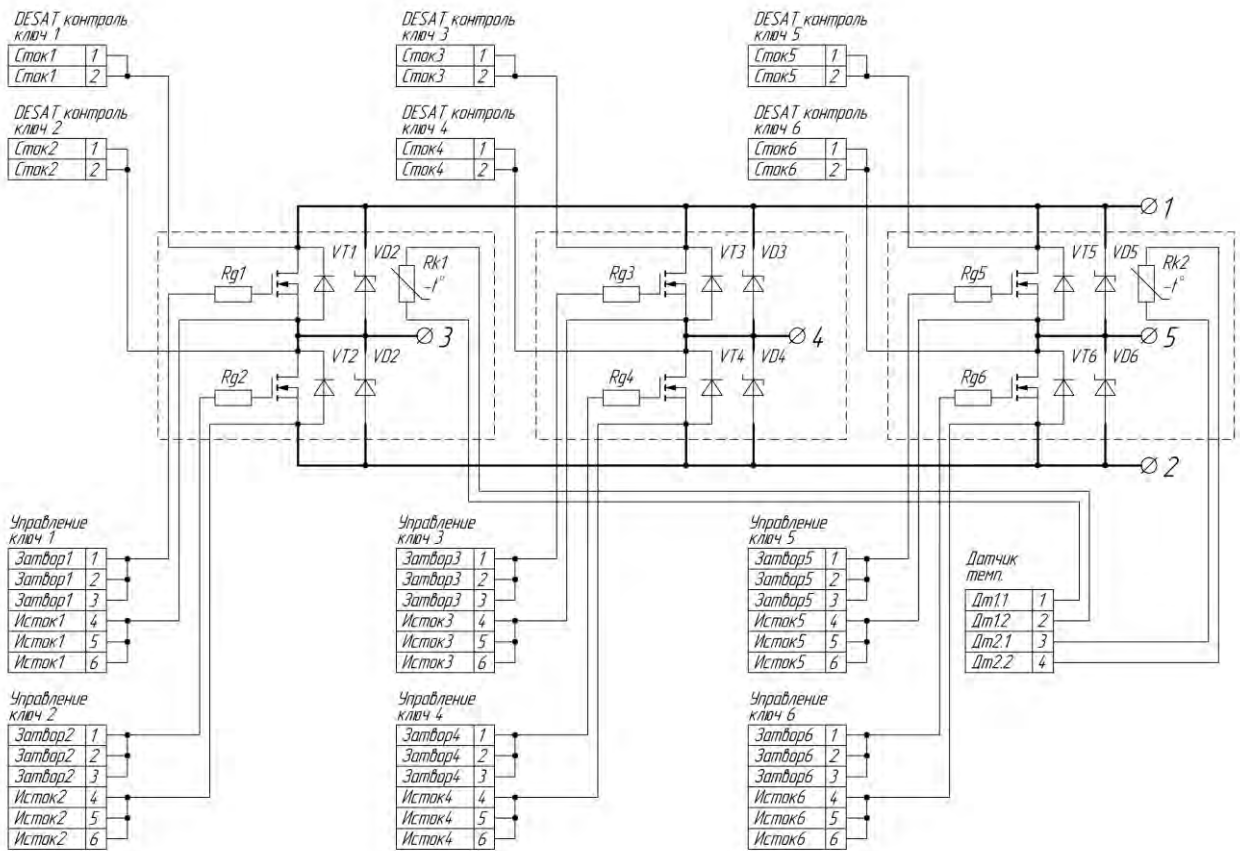 DESAT контроль
ключ 1
Сток1 1
Сток1 2
DESAT контроль
ключ 3
Сток3 1
Сток3 2
DESAT контроль
ключ 5
Сток5 1
Сток5 2
DESAT контроль
ключ 2
Сток2 1
Сток2 2
DESAT контроль
ключ 4
Сток4 1
Сток4 2
DESAT контроль
ключ 6
Сток6 1
Сток6 2
1
VT1 VD2
Rg1
Rk1
-t°
3
VT2 VD2
Rg2
VT3 VD3
Rg3
4
VT4 VD4
Rg4
VT5 VD5
Rg5
Rk2
-t°
5
VT6 VD6
Rg6
2
Управление
ключ 1
Затвор1 1
Затвор1 2
Затвор1 3
Исток1 4
Исток1 5
Исток1 6
Управление
ключ 3
Затвор3 1
Затвор3 2
Затвор3 3
Исток3 4
Исток3 5
Исток3 6
Управление
ключ 5
Затвор5 1
Затвор5 2
Затвор5 3
Исток5 4
Исток5 5
Исток5 6
Датчик
темп.
Дт1.1 1
Дт1.2 2
Дт2.1 3
Дт2.2 4
Управление
ключ 2
Затвор2 1
Затвор2 2
Затвор2 3
Исток2 4
Исток2 5
Исток2 6
Управление
ключ 4
Затвор4 1
Затвор4 2
Затвор4 3
Исток4 4
Исток4 5
Исток4 6
Управление
ключ 6
Затвор6 1
Затвор6 2
Затвор6 3
Исток6 4
Исток6 5
Исток6 6